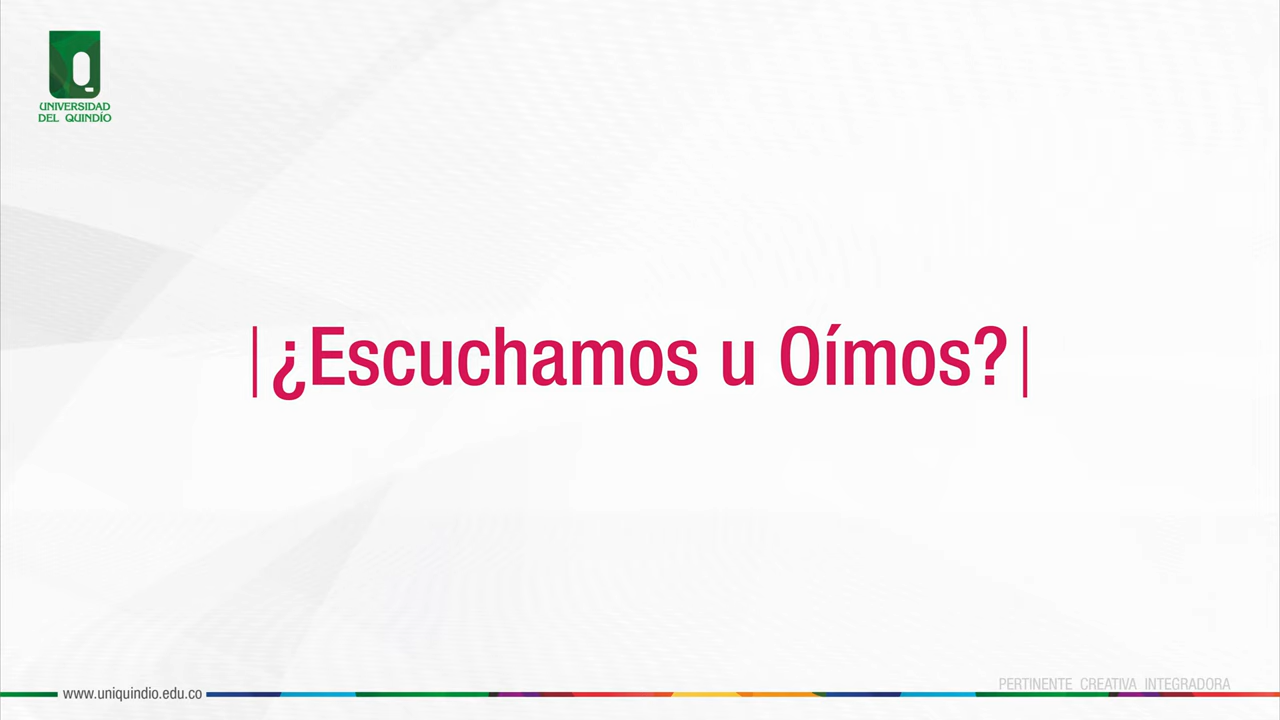 UNIVERSIDAD
DEL QUINDÍO
|¿Escuchamos u Oímos?|
PERTINENTE CREATIVA INTEGRADORA
www.uniquindio.edu.co